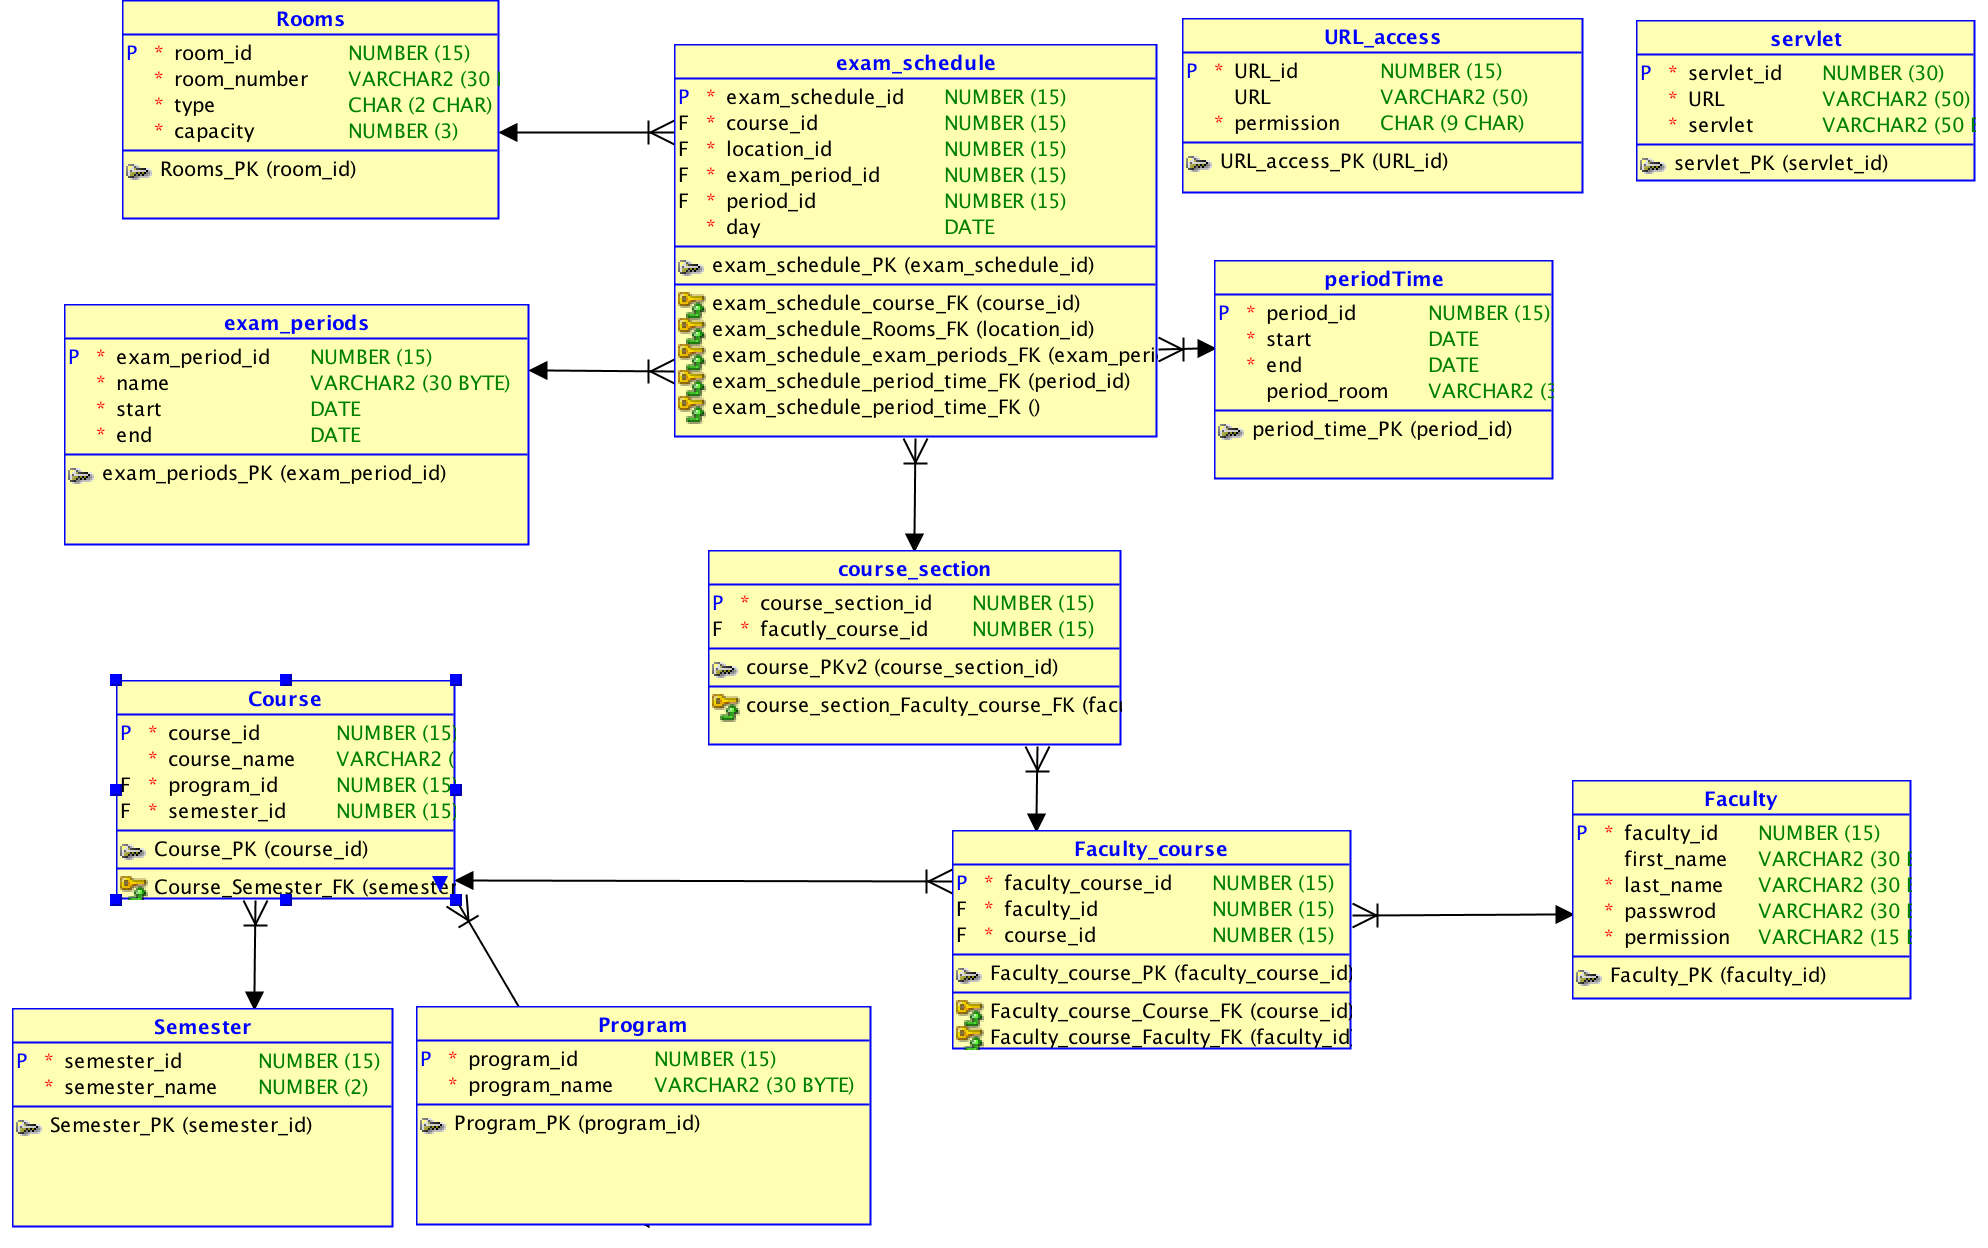 Rooms
P * room_id NUMBER (15)
* room_number VARCHAR2 (30
* type CHAR (2 CHAR)
* capacity NUMBER (3)
Rooms_PK (room_id)
exam_schedule
P * exam_schedule_id NUMBER (15)
F * course_id NUMBER (15)
F * location_id NUMBER (15)
F * exam_period_id NUMBER (15)
F * period_id NUMBER (15)
* day DATE
exam_schedule_PK (exam_schedule_id)
exam_schedule_course_FK (course_id)
exam_schedule_Rooms_FK (location_id)
exam_schedule_exam_periods_FK (exam_peri
exam_schedule_period_time_FK (period_id)
exam_schedule_period_time_FK ()
URL_access
P * URL_id NUMBER (15)
URL VARCHAR2 (50)
* permission CHAR (9 CHAR)
URL_access_PK (URL_id)
servlet
P * servlet_id NUMBER (30)
* URL VARCHAR2 (50)
* servlet VARCHAR2 (50
servlet_PK (servlet_id)
exam_periods
P * exam_period_id NUMBER (15)
* name VARCHAR2 (30 BYTE)
* start DATE
* end DATE
exam_periods_PK (exam_period_id)
periodTime
P * period_id NUMBER (15)
* start DATE
* end DATE
period_room VARCHAR2 (3
period_time_PK (period_id)
course_section
P * course_section_id NUMBER (15)
F * facutly_course_id NUMBER (15)
course_PKv2 (course_section_id)
course_section_Faculty_course_FK (facu
Course
P * course_id NUMBER (15)
* course_name VARCHAR2 (
F * program_id NUMBER (15)
F * semester_id NUMBER (15)
Course_PK (course_id)
Course_Semester_FK (semester
Faculty_course
P * faculty_course_id NUMBER (15)
F * faculty_id NUMBER (15)
F * course_id NUMBER (15)
Faculty_course_PK (faculty_course_id)
Faculty_course_Course_FK (course_id)
Faculty_course_Faculty_FK (faculty_id
Faculty
P * faculty_id NUMBER (15)
first_name VARCHAR2 (30
* last_name VARCHAR2 (30
* passwrod VARCHAR2 (30
* permission VARCHAR2 (15
Faculty_PK (faculty_id)
Semester
P * semester_id NUMBER (15)
* semester_name NUMBER (2)
Semester_PK (semester_id)
Program
P * program_id NUMBER (15)
* program_name VARCHAR2 (30 BYTE)
Program_PK (program_id)